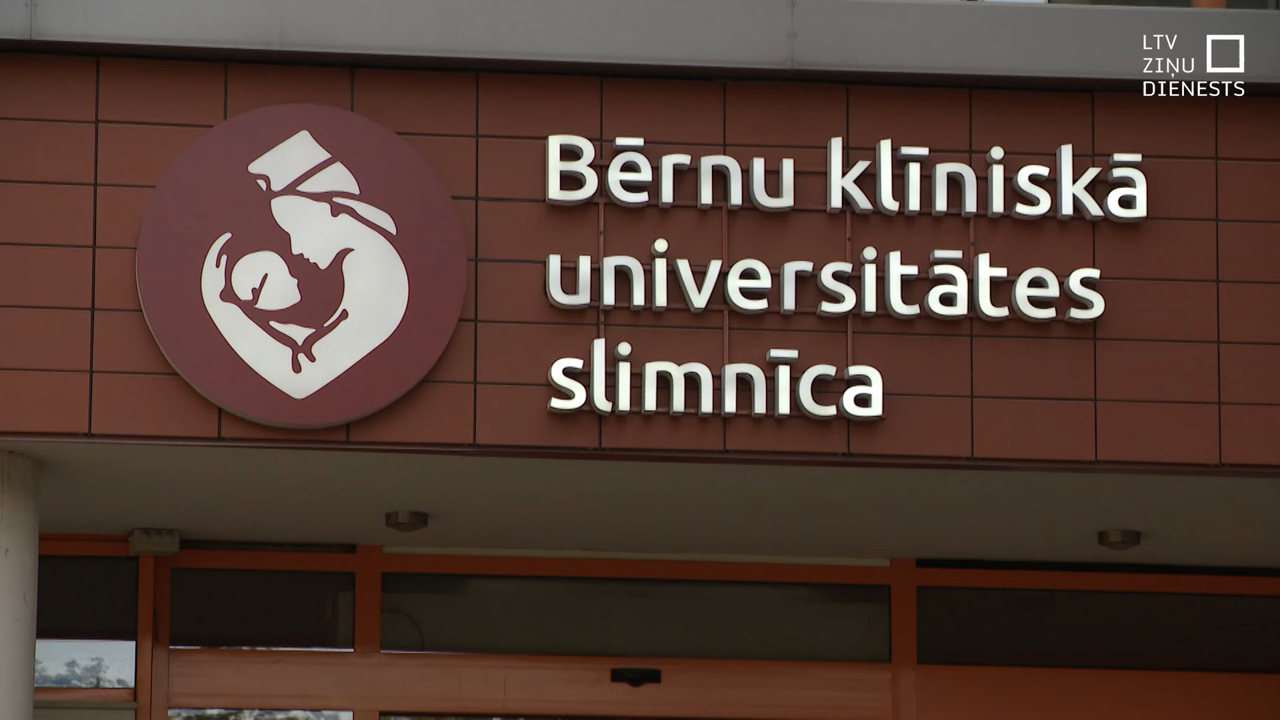 LTV
ZIŅU
DIENESTS
Bērnu klīniskā
universitātes
slimnīca